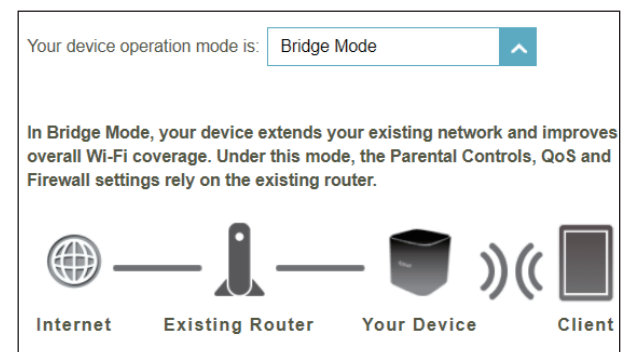 Your device operation mode is: Bridge Mode
In Bridge Mode, your device extends your existing network and improves
overall Wi-Fi coverage. Under this mode, the Parental Controls, QoS and
Firewall settings rely on the existing router.
Internet Existing Router Your Device Client